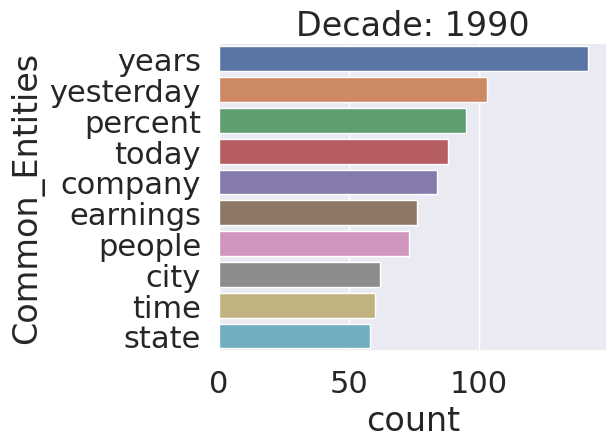 Decade: 1990
Common_Entities
years
yesterday
percent
today
company
earnings
people
city
time
state
0 50 100
count